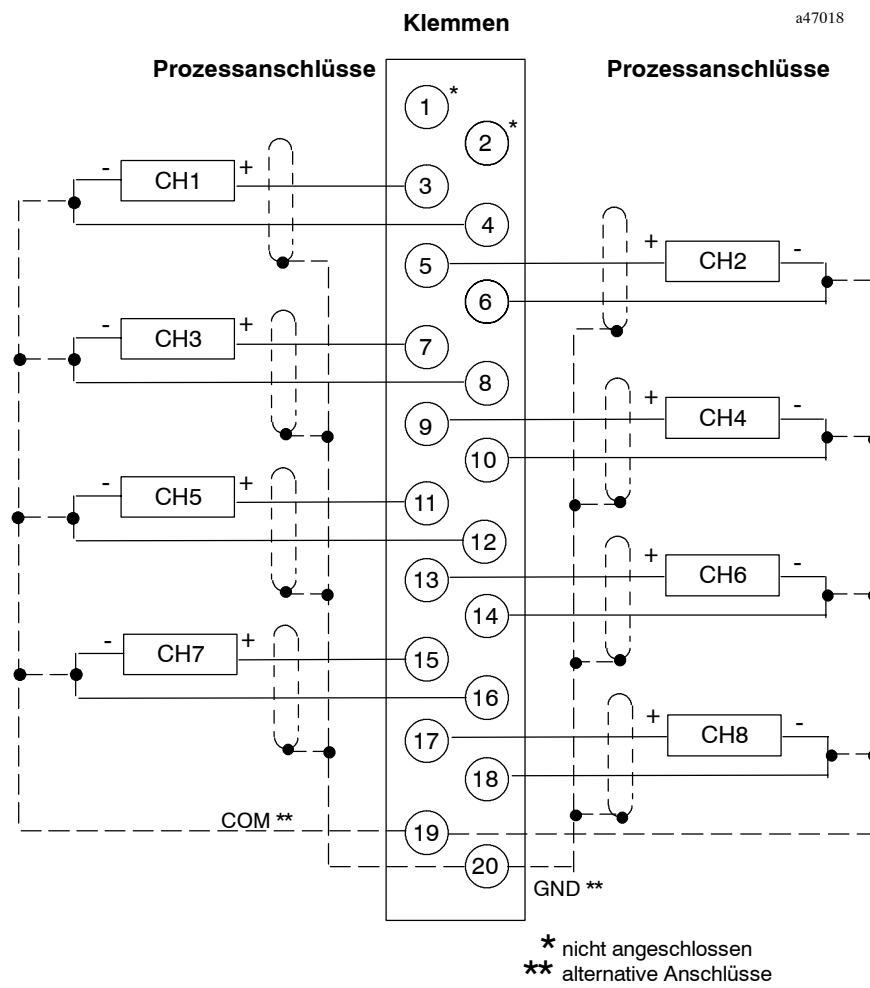 Klemmen
a47018
Prozessanschlüsse
Prozessanschlüsse
1 *
2 *
- CH1 + 3
4
5 + CH2 -
6
- CH3 + 7
8
9 + CH4 -
10
- CH5 + 11
12
13 + CH6 -
14
- CH7 + 15
16
17 + CH8 -
18
COM ** 19
20
GND **
* nicht angeschlossen
** alternative Anschlüsse